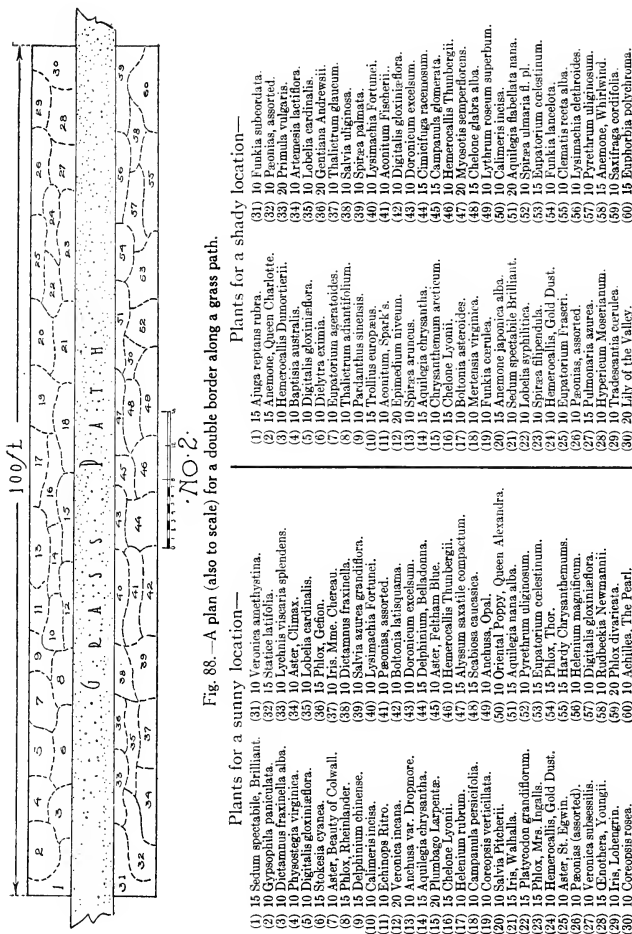 100 ft
GRASS PATH
NO 2.
Fig. 88.—A plan (also to scale) for a double border along a grass path.
Plants for a sunny location—
(1) 15 Sedum spectabile, Brilliant.
(2) 10 Gypsophila paniculata.
(3) 10 Dictamnus fraxinella alba.
(4) 10 Physostegia virginica.
(5) 10 Digitalis gloxiniæflora.
(6) 15 Stokesia cyanea.
(7) 10 Aster, Beauty of Colwall.
(8) 15 Phlox, Rheinlander.
(9) 15 Delphinium chinense.
(10) 10 Calimeris incisa.
(11) 10 Echinops Ritro.
(12) 20 Veronica incana.
(13) 10 Anchusa var. Dropmore.
(14) 15 Aquilegia chrysantha.
(15) 20 Plumbago Larpentæ.
(16) 15 Chelone Lyonii.
(17) 10 Helenium rubrum.
(18) 10 Campanula persicifolia.
(19) 10 Coreopsis verticillata.
(20) 10 Salvia Pitcherii.
(21) 15 Iris, Walhalla.
(22) 15 Platycodon grandiflorum.
(23) 15 Phlox, Mrs. Ingalls.
(24) 10 Hemerocallis, Gold Dust.
(25) 10 Aster, St. Egwin.
(26) 10 Pæonias (assorted).
(27) 10 Veronica subsessilis.
(28) 15 Œnothera, Youngii.
(29) 10 Iris, Lohengrin.
(30) 10 Coreopsis rosea.
(31) 10 Veronica amethystina.
(32) 15 Statice latifolia.
(33) 10 Lychnis viscaria splendens.
(34) 10 Aster, Climax.
(35) 10 Lobelia cardinalis.
(36) 15 Phlox, Gefion.
(37) 10 Iris. Mme. Chereau.
(38) 10 Dictamnus fraxinella.
(39) 10 Salvia azurea grandiflora.
(40) 10 Lysimachia Fortunei.
(41) 10 Pæonias, assorted.
(42) 10 Boltonia latisquama.
(43) 10 Doronicum excelsum.
(44) 15 Delphinium, Belladonna.
(45) 20 Aster, Feltham Blue.
(46) 10 Hemerocallis Thunbergii.
(47) 15 Alyssum saxatile compactum.
(48) 15 Scabiosa caucasica.
(49) 10 Anchusa, Opal.
(50) 10 Oriental Poppy, Queen Alexandra.
(51) 15 Aquilegia nana alba.
(52) 10 Pyrethrum uliginosum.
(53) 15 Eupatorium cœlestinum.
(54) 15 Phlox, Thor.
(55) 15 Hardy Chrysanthemums.
(56) 10 Helenium magnificum.
(57) 10 Digitalis gloxiniæflora.
(58) 10 Rudbeckia Newmannii.
(59) 20 Phlox divaricata.
(60) 10 Achillea, The Pearl.
Plants for a shady location—
(1) 15 Ajuga reptans rubra.
(2) 15 Anemone, Queen Charlotte.
(3) 10 Hemerocallis Dumortierii.
(4) 10 Baptisia australis.
(5) 10 Digitalis gloxiniæflora.
(6) 10 Dielytra eximia.
(7) 10 Eupatorium ageratoides.
(8) 10 Thalictrum adiantifolium.
(9) 10 Pardanthus sinensis.
(10) 15 Trollius europæus.
(11) 10 Aconitum, Spark's.
(12) 20 Epimedium niveum.
(13) 10 Spiræa aruncus.
(14) 15 Aquilegia chrysantha.
(15) 10 Chrysanthemum arcticum.
(16) 15 Chelone Lyoni.
(17) 10 Boltonia asteroides.
(18) 10 Mertensia virginica.
(19) 10 Funkia cœrulea.
(20) 15 Anemone japonica alba.
(21) 10 Sedum spectabile Brilliant.
(22) 10 Lobelia syphilitica.
(23) 10 Spiræa filipendula.
(24) 10 Hemerocallis, Gold Dust.
(25) 10 Eupatorium Fraseri.
(26) 10 Pæonias, assorted.
(27) 15 Pulmonaria azurea.
(28) 10 Hypericum Moserianum.
(29) 10 Tradescantia cœrulea.
(30) 20 Lily of the Valley.
(31) 10 Funkia subcordata.
(32) 10 Pæonias, assorted.
(33) 20 Primula vulgaris.
(34) 10 Artemesia lactiflora.
(35) 10 Lobelia cardinalis.
(36) 20 Gentiana Andrewsii.
(37) 10 Thalictrum glaucum.
(38) 10 Salvia uliginosa.
(39) 10 Spiræa palmata.
(40) 10 Lysimachia Fortunei.
(41) 10 Aconitum Fischerii.
(42) 10 Digitalis gloxiniæflora.
(43) 10 Doronicum excelsum.
(44) 15 Cimicifuga racemosum.
(45) 15 Campanula glomerata.
(46) 10 Hemerocallis Thunbergii.
(47) 20 Myosotis semperflorens.
(48) 15 Chelone glabra alba.
(49) 10 Lythrum roseum superbum.
(50) 10 Calimeris incisa.
(51) 20 Aquilegia flabellata nana.
(52) 10 Spiræa ulmaria fl. pl.
(53) 15 Eupatorium cœlestinum.
(54) 10 Funkia lancelota.
(55) 10 Clematis recta alba.
(56) 10 Lysimachia clethroides.
(57) 10 Pyrethrum uliginosum.
(58) 15 Anemone, Whirlwind.
(59) 10 Saxifraga cordifolia.
(60) 15 Euphorbia polychroma.